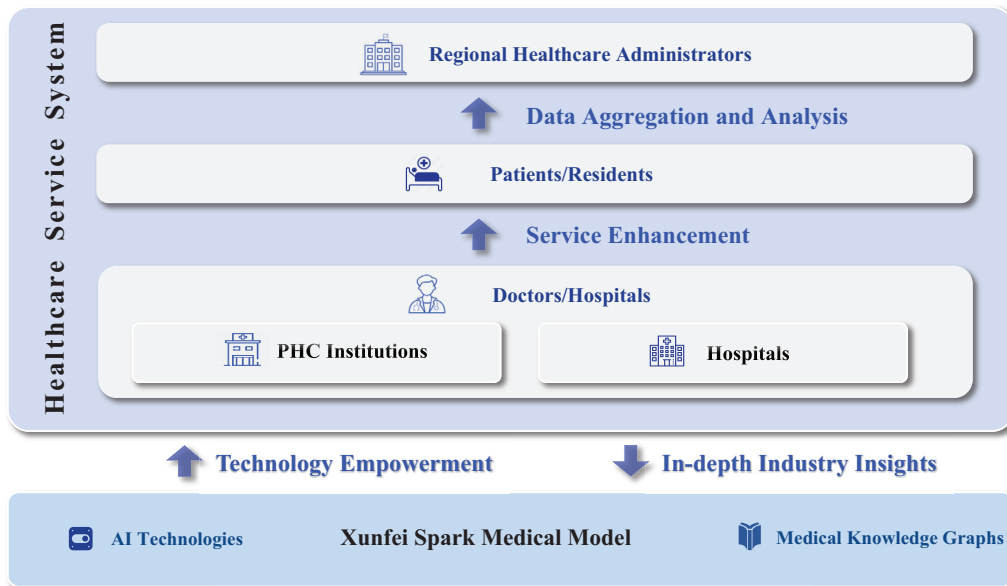 Healthcare Service System
Regional Healthcare Administrators
Data Aggregation and Analysis
Patients/Residents
Service Enhancement
Doctors/Hospitals
PHC Institutions
Hospitals
Technology Empowerment
In-depth Industry Insights
AI Technologies
Xunfei Spark Medical Model
Medical Knowledge Graphs